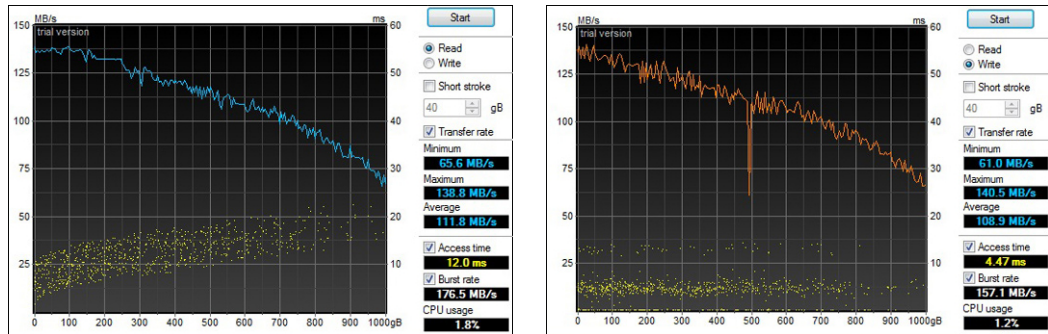 MB/s ms
trial version
150 60
125 50
100 40
75 30
50 20
25 10
0 100 200 300 400 500 600 700 800 900 1000gB
Start
Read
Write
Short stroke
40 gB
Transfer rate
Minimum
65.6 MB/s
Maximum
138.8 MB/s
Average
111.8 MB/s
Access time
12.0 ms
Burst rate
176.5 MB/s
CPU usage
1.8%
MB/s ms
trial version
150 60
125 50
100 40
75 30
50 20
25 10
0 100 200 300 400 500 600 700 800 900 1000gB
Start
Read
Write
Short stroke
40 gB
Transfer rate
Minimum
61.0 MB/s
Maximum
140.5 MB/s
Average
108.9 MB/s
Access time
4.47 ms
Burst rate
157.1 MB/s
CPU usage
1.2%